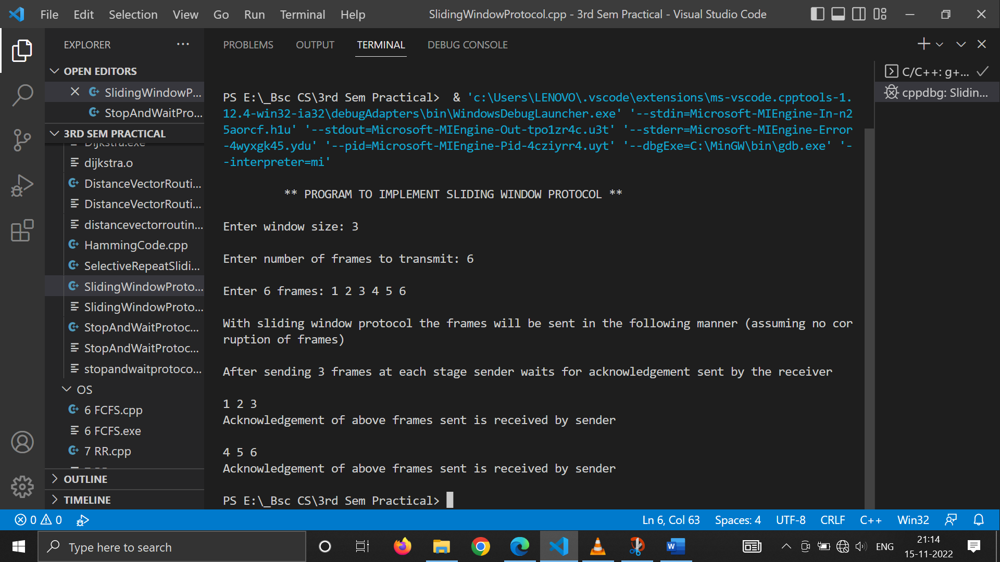 File Edit Selection View Go Run Terminal Help SlidingWindowProtocol.cpp - 3rd Sem Practical - Visual Studio Code
EXPLORER
OPEN EDITORS
SlidingWindowP...
StopAndWaitPro...
3RD SEM PRACTICAL
Dijkstra.exe
dijkstra.o
DistanceVectorRouti...
DistanceVectorRouti...
distancevectorroutin...
HammingCode.cpp
SelectiveRepeatSlidi...
SlidingWindowProto...
SlidingWindowProto...
StopAndWaitProtoc...
StopAndWaitProtoc...
stopandwaitprotoco...
OS
6 FCFS.cpp
6 FCFS.exe
7 RR.cpp
OUTLINE
TIMELINE
PROBLEMS OUTPUT TERMINAL DEBUG CONSOLE
PS E:\_Bsc CS\3rd Sem Practical>  & 'c:\Users\LENOVO\.vscode\extensions\ms-vscode.cpptools-1.
12.4-win32-ia32\debugAdapters\bin\WindowsDebugLauncher.exe' '--stdin=Microsoft-MIEngine-In-n2
5aorcf.h1u' '--stdout=Microsoft-MIEngine-Out-tpo1zr4c.u3t' '--stderr=Microsoft-MIEngine-Error
-4wyxgk45.ydu' '--pid=Microsoft-MIEngine-Pid-4cziyrr4.uyt' '--dbgExe=C:\MinGW\bin\gdb.exe' '-
-interpreter=mi'
** PROGRAM TO IMPLEMENT SLIDING WINDOW PROTOCOL **
Enter window size: 3
Enter number of frames to transmit: 6
Enter 6 frames: 1 2 3 4 5 6
With sliding window protocol the frames will be sent in the following manner (assuming no cor
ruption of frames)
After sending 3 frames at each stage sender waits for acknowledgement sent by the receiver
1 2 3
Acknowledgement of above frames sent is received by sender
4 5 6
Acknowledgement of above frames sent is received by sender
PS E:\_Bsc CS\3rd Sem Practical>
C/C++: g+...
cppdbg: Slidin...
0 0 Ln 6, Col 63 Spaces: 4 UTF-8 CRLF C++ Win32
Type here to search
ENG
21:14
15-11-2022